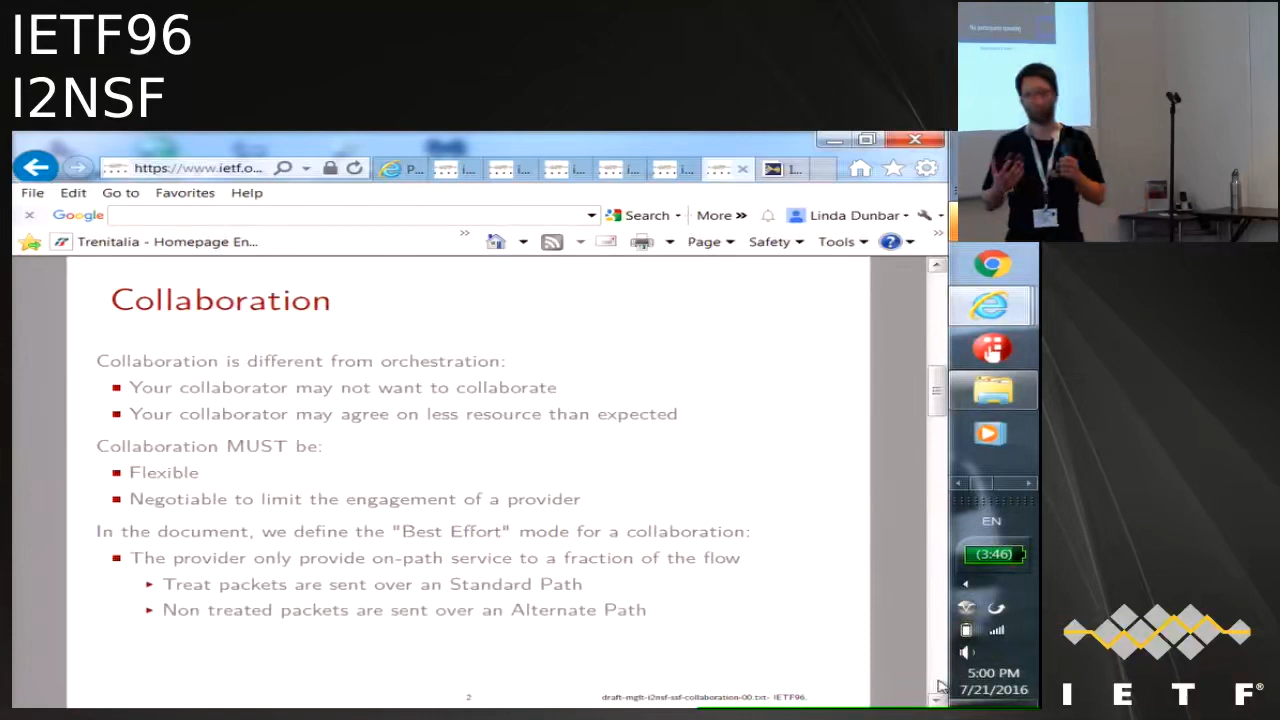 IETF96
I2NSF
https://www.ietf.o...
P...
i...
i...
i...
i...
i...
1...
File Edit Go to Favorites Help
Google Search More » Linda Dunbar
Trenitalia - Homepage En...
Page Safety Tools
Collaboration
Collaboration is different from orchestration:
Your collaborator may not want to collaborate
Your collaborator may agree on less resource than expected
Collaboration MUST be:
Flexible
Negotiable to limit the engagement of a provider
In the document, we define the "Best Effort" mode for a collaboration:
The provider only provide on-path service to a fraction of the flow
Treat packets are sent over an Standard Path
Non treated packets are sent over an Alternate Path
2
draft-mglt-i2nsf-ssf-collaboration-00.txt- IETF96.
EN
(3:46)
5:00 PM
7/21/2016
I E T F®